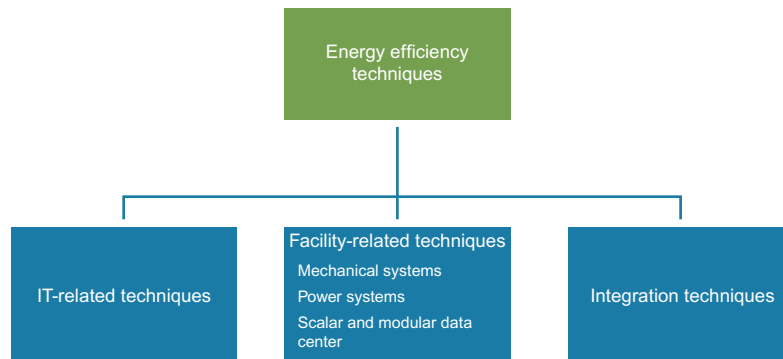 Energy efficiency
techniques
IT-related techniques
Facility-related techniques
Mechanical systems
Power systems
Scalar and modular data
center
Integration techniques